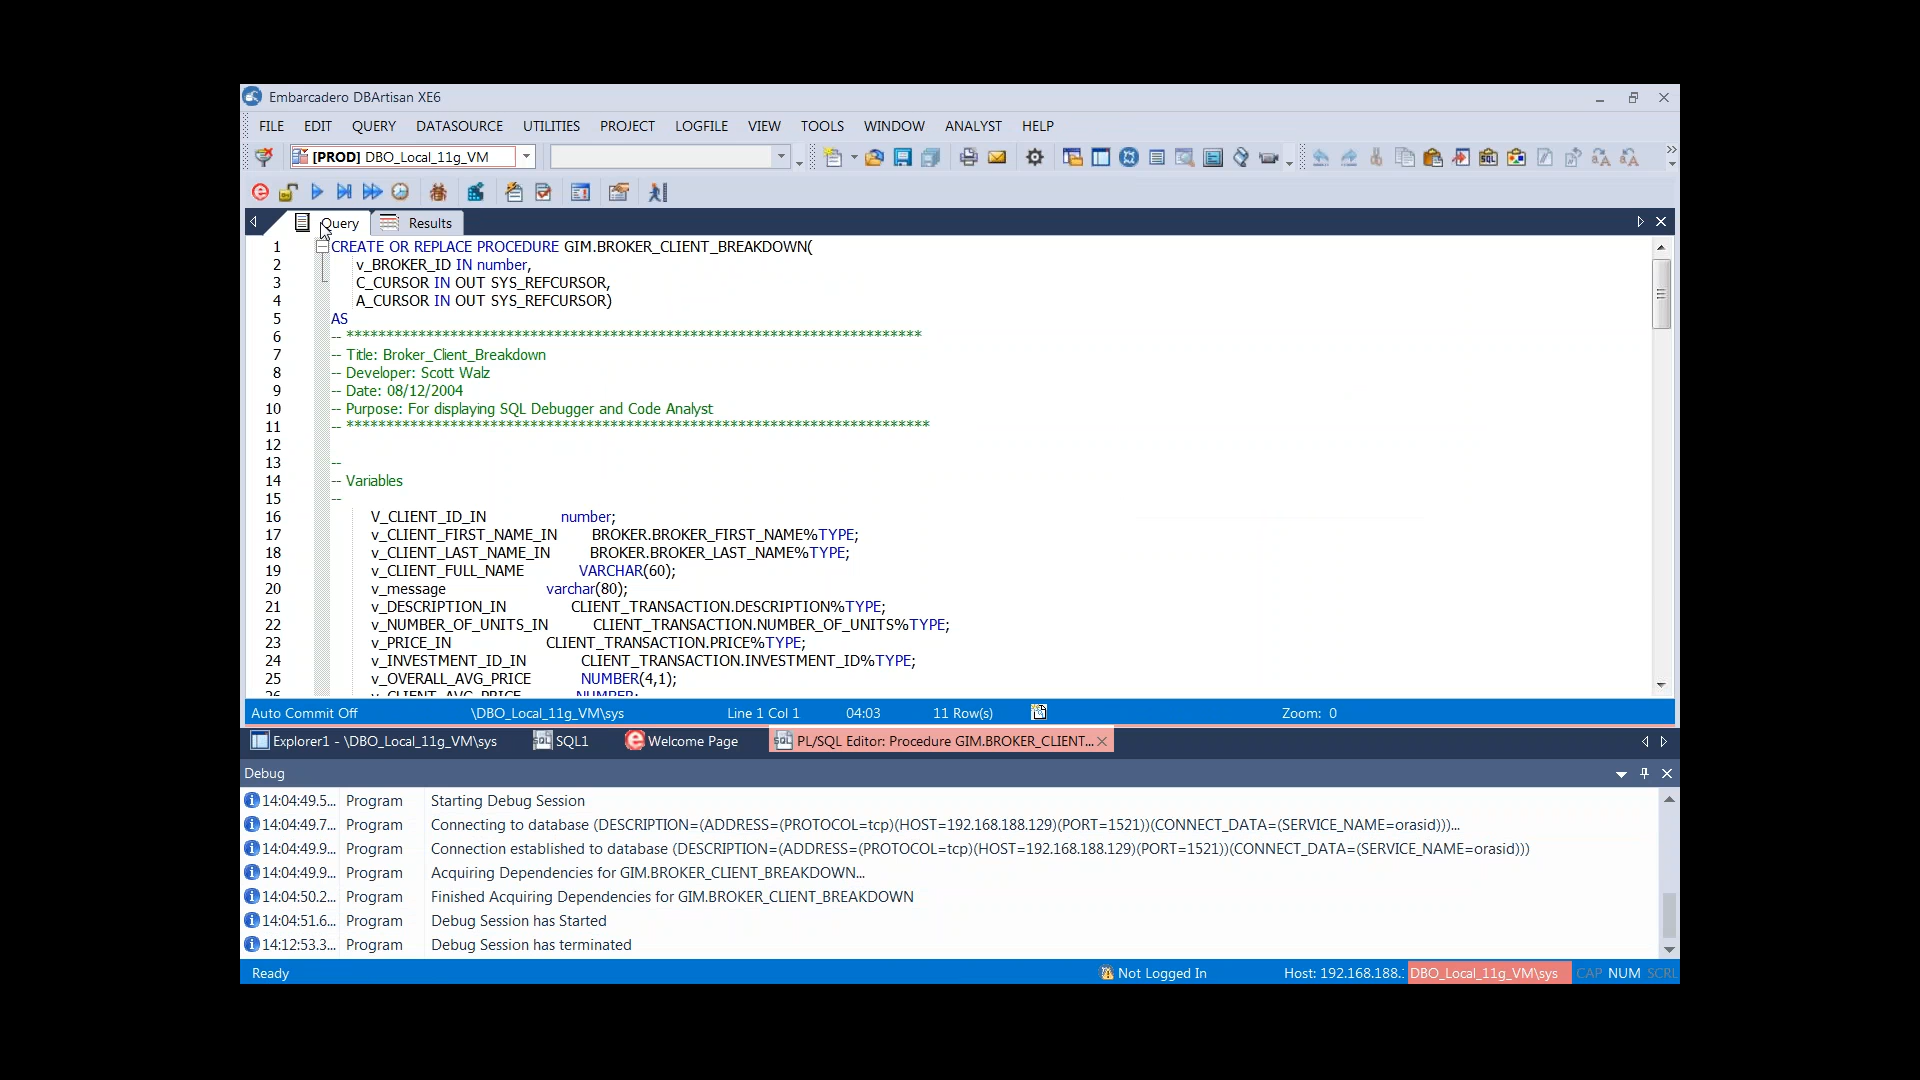 Embarcadero DBArtisan XE6
FILE EDIT QUERY DATASOURCE UTILITIES PROJECT LOGFILE VIEW TOOLS WINDOW ANALYST HELP
[PROD] DBO_Local_11g_VM
Query Results
1 CREATE OR REPLACE PROCEDURE GIM.BROKER_CLIENT_BREAKDOWN(
2 v_BROKER_ID IN number,
3 C_CURSOR IN OUT SYS_REFCURSOR,
4 A_CURSOR IN OUT SYS_REFCURSOR)
5 AS
6 -- ************************************************************************
7 -- Title: Broker_Client_Breakdown
8 -- Developer: Scott Walz
9 -- Date: 08/12/2004
10 -- Purpose: For displaying SQL Debugger and Code Analyst
11 -- *************************************************************************
12
13 --
14 -- Variables
15 --
16 V_CLIENT_ID_IN number;
17 v_CLIENT_FIRST_NAME_IN BROKER.BROKER_FIRST_NAME%TYPE;
18 v_CLIENT_LAST_NAME_IN BROKER.BROKER_LAST_NAME%TYPE;
19 v_CLIENT_FULL_NAME VARCHAR(60);
20 v_message varchar(80);
21 v_DESCRIPTION_IN CLIENT_TRANSACTION.DESCRIPTION%TYPE;
22 v_NUMBER_OF_UNITS_IN CLIENT_TRANSACTION.NUMBER_OF_UNITS%TYPE;
23 v_PRICE_IN CLIENT_TRANSACTION.PRICE%TYPE;
24 v_INVESTMENT_ID_IN CLIENT_TRANSACTION.INVESTMENT_ID%TYPE;
25 v_OVERALL_AVG_PRICE NUMBER(4,1);
26 v_CLIENT_AVG_PRICE NUMBER;
Auto Commit Off \DBO_Local_11g_VM\sys Line 1 Col 1 04:03 11 Row(s) Zoom: 0
Explorer1 - \DBO_Local_11g_VM\sys SQL1 Welcome Page PL/SQL Editor: Procedure GIM.BROKER_CLIENT...
Debug
14:04:49.5... Program Starting Debug Session
14:04:49.7... Program Connecting to database (DESCRIPTION=(ADDRESS=(PROTOCOL=tcp)(HOST=192.168.188.129)(PORT=1521))(CONNECT_DATA=(SERVICE_NAME=orasid)))...
14:04:49.9... Program Connection established to database (DESCRIPTION=(ADDRESS=(PROTOCOL=tcp)(HOST=192.168.188.129)(PORT=1521))(CONNECT_DATA=(SERVICE_NAME=orasid)))
14:04:49.9... Program Acquiring Dependencies for GIM.BROKER_CLIENT_BREAKDOWN...
14:04:50.2... Program Finished Acquiring Dependencies for GIM.BROKER_CLIENT_BREAKDOWN
14:04:51.6... Program Debug Session has Started
14:12:53.3... Program Debug Session has terminated
Ready Not Logged In Host: 192.168.188.: DBO_Local_11g_VM\sys CAP NUM SCRL